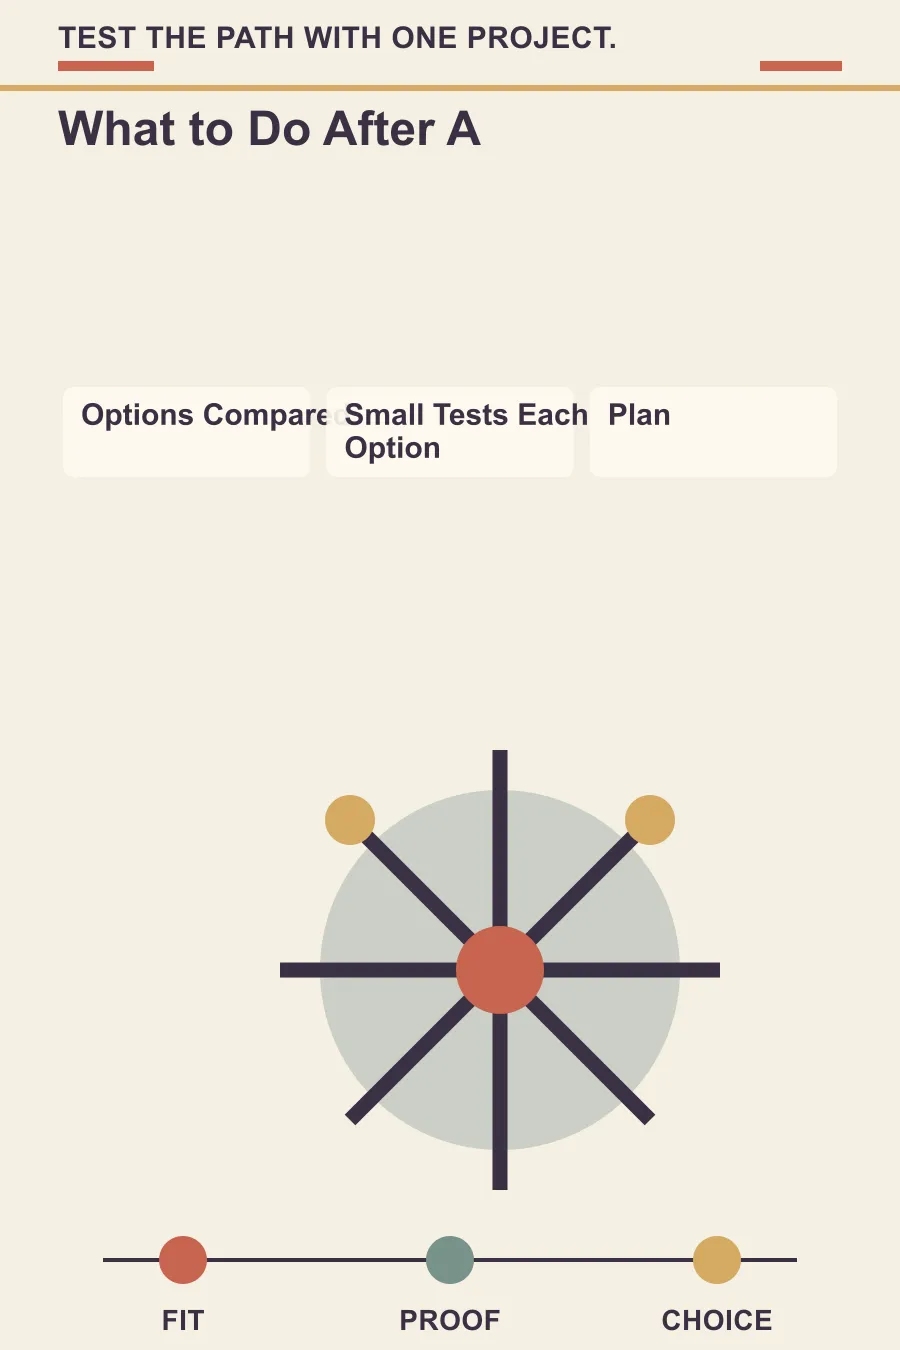 TEST THE PATH WITH ONE PROJECT.
What to Do After A
Options Compared
Small Tests Each
Option
Plan
FIT
PROOF
CHOICE